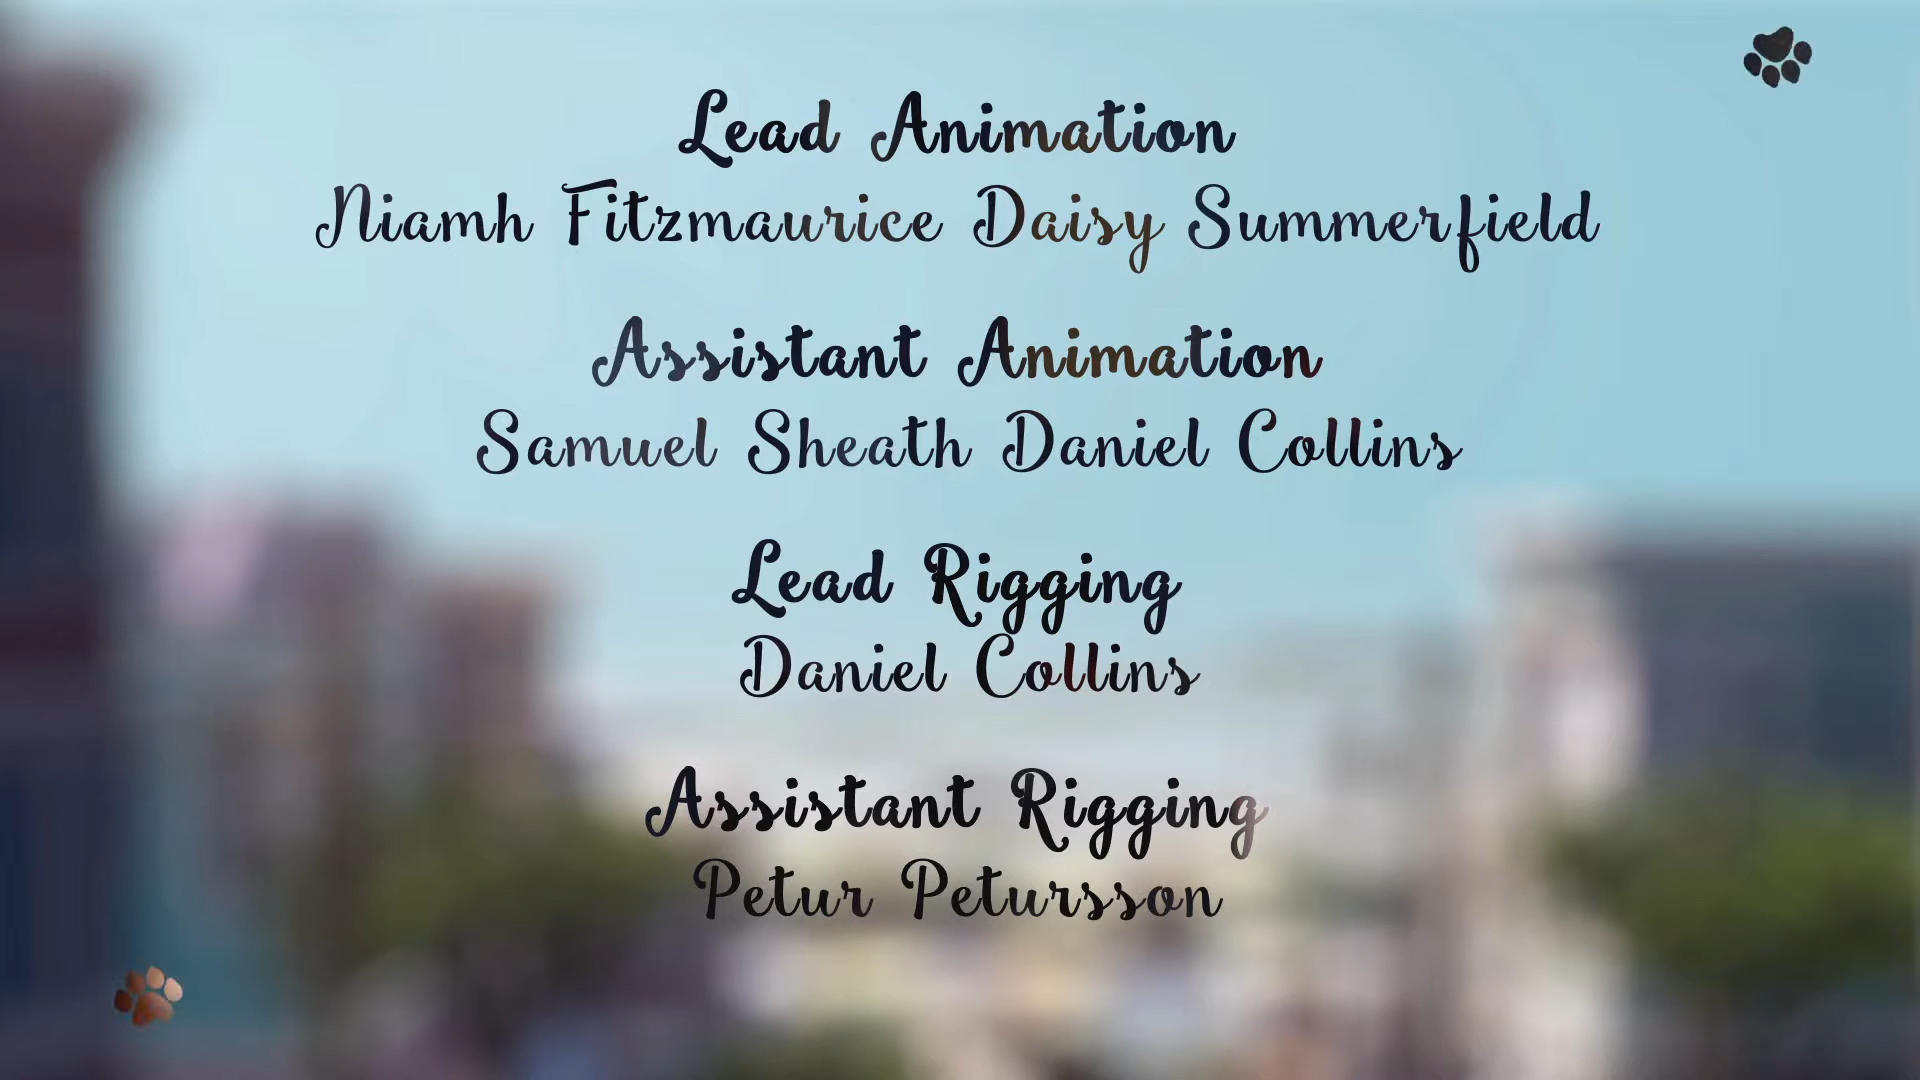 Lead Animation
Niamh Fitzmaurice Daisy Summerfield
Assistant Animation
Samuel Sheath Daniel Collins
Lead Rigging
Daniel Collins
Assistant Rigging
Petur Petursson